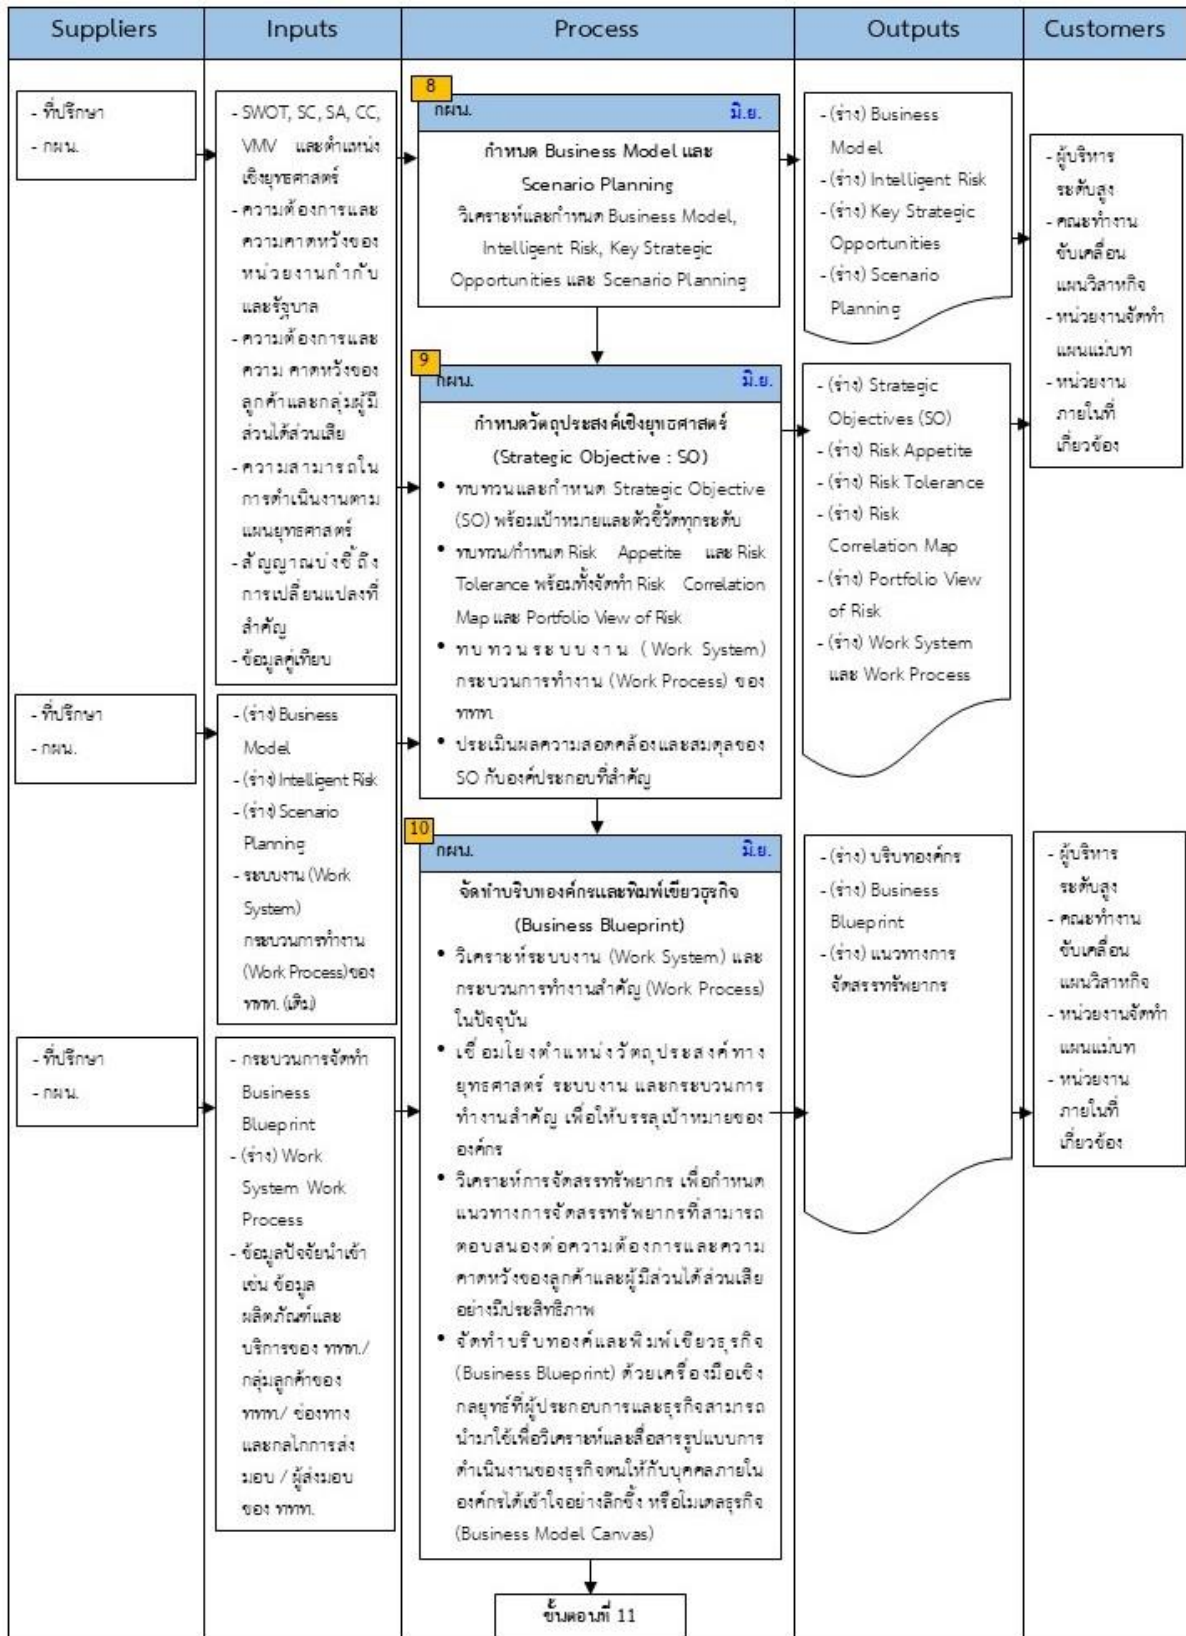 Suppliers
Inputs
Process
Outputs
Customers
- ที่ปรึกษา
- กผน.
- SWOT, SC, SA, CC,
VMV และตำแหน่ง
เชิงยุทธศาสตร์
- ความต้องการและ
ความคาดหวังของ
หน่วยงานกำกับ
และรัฐบาล
- ความต้องการและ
ความ คาดหวังของ
ลูกค้าและกลุ่มผู้มี
ส่วนได้ส่วนเสีย
- ความสามารถใน
การดำเนินงานตาม
แผนยุทธศาสตร์
- สัญญาณบ่งชี้ ถึง
การเปลี่ยนแปลงที่
สำคัญ
- ข้อมูลคู่เทียบ
8
กผน. มิ.ย.
กำหนด Business Model และ
Scenario Planning
วิเคราะห์และกำหนด Business Model,
Intelligent Risk, Key Strategic
Opportunities และ Scenario Planning
- (ร่าง) Business
Model
- (ร่าง) Intelligent Risk
- (ร่าง) Key Strategic
Opportunities
- (ร่าง) Scenario
Planning
- ผู้บริหาร
ระดับสูง
- คณะทำงาน
ขับเคลื่อน
แผนวิสาหกิจ
- หน่วยงานจัดทำ
แผนแม่บท
- หน่วยงาน
ภายในที่
เกี่ยวข้อง
9
กผน. มิ.ย.
กำหนดวัตถุประสงค์เชิงยุทธศาสตร์
(Strategic Objective : SO)
• ทบทวนและกำหนด Strategic Objective
(SO) พร้อมเป้าหมายและตัวชี้วัดทุกระดับ
• ทบทวน/กำหนด Risk Appetite และ Risk
Tolerance พร้อมทั้งจัดทำ Risk Correlation
Map และ Portfolio View of Risk
• ทบทวนระบบงาน (Work System)
กระบวนการทำงาน (Work Process) ของ
ททท.
• ประเมินผลความสอดคล้องและสมดุลของ
SO กับองค์ประกอบที่สำคัญ
- (ร่าง) Strategic
Objectives (SO)
- (ร่าง) Risk Appetite
- (ร่าง) Risk Tolerance
- (ร่าง) Risk
Correlation Map
- (ร่าง) Portfolio View
of Risk
- (ร่าง) Work System
และ Work Process
- ที่ปรึกษา
- กผน.
- (ร่าง) Business
Model
- (ร่าง) Intelligent Risk
- (ร่าง) Scenario
Planning
- ระบบงาน (Work
System)
กระบวนการทำงาน
(Work Process)ของ
ททท. (เดิม)
10
กผน. มิ.ย.
จัดทำบริบทองค์กรและพิมพ์เขียวธุรกิจ
(Business Blueprint)
• วิเคราะห์ระบบงาน (Work System) และ
กระบวนการทำงานสำคัญ (Work Process)
ในปัจจุบัน
• เชื่อมโยงตำแหน่งวัตถุประสงค์ทาง
ยุทธศาสตร์ ระบบงาน และกระบวนการ
ทำงานสำคัญ เพื่อให้บรรลุเป้าหมายของ
องค์กร
• วิเคราะห์การจัดสรรทรัพยากร เพื่อกำหนด
แนวทางการจัดสรรทรัพยากรที่สามารถ
ตอบสนองต่อความต้องการและความ
คาดหวังของลูกค้าและผู้มีส่วนได้ส่วนเสีย
อย่างมีประสิทธิภาพ
• จัดทำบริบทองค์และพิมพ์เขียวธุรกิจ
(Business Blueprint) ด้วยเครื่องมือเชิง
กลยุทธ์ที่ผู้ประกอบการและธุรกิจสามารถ
นำมาใช้เพื่อวิเคราะห์และสื่อสารรูปแบบการ
ดำเนินงานของธุรกิจตนให้กับบุคคลภายใน
องค์กรได้เข้าใจอย่างลึกซึ้ง หรือโมเดลธุรกิจ
(Business Model Canvas)
- (ร่าง) บริบทองค์กร
- (ร่าง) Business
Blueprint
- (ร่าง) แนวทางการ
จัดสรรทรัพยากร
- ผู้บริหาร
ระดับสูง
- คณะทำงาน
ขับเคลื่อน
แผนวิสาหกิจ
- หน่วยงานจัดทำ
แผนแม่บท
- หน่วยงาน
ภายในที่
เกี่ยวข้อง
- ที่ปรึกษา
- กผน.
- กระบวนการจัดทำ
Business
Blueprint
- (ร่าง) Work
System Work
Process
- ข้อมูลปัจจัยนำเข้า
เช่น ข้อมูล
ผลิตภัณฑ์และ
บริการของ ททท./
กลุ่มลูกค้าของ
ททท./ ช่องทาง
และกลไกการส่ง
มอบ / ผู้ส่งมอบ
ของ ททท.
ขั้นตอนที่ 11